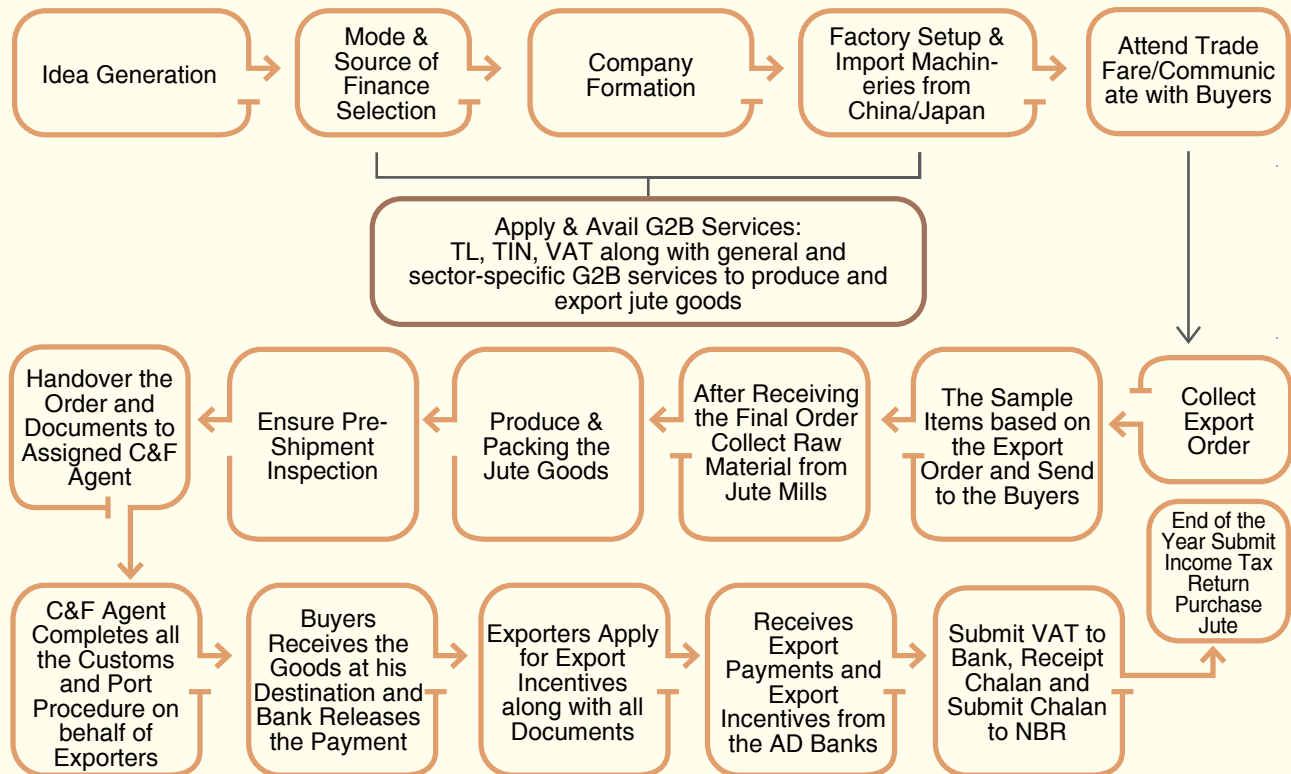 Idea Generation
Mode &
Source of
Finance
Selection
Company
Formation
Factory Setup &
Import Machin-
eries from
China/Japan
Attend Trade
Fare/Communic
ate with Buyers
Apply & Avail G2B Services:
TL, TIN, VAT along with general and
sector-specific G2B services to produce and
export jute goods
Collect
Export
Order
The Sample
Items based on
the Export
Order and Send
to the Buyers
After Receiving
the Final Order
Collect Raw
Material from
Jute Mills
Produce &
Packing the
Jute Goods
Ensure Pre-
Shipment
Inspection
Handover the
Order and
Documents to
Assigned C&F
Agent
C&F Agent
Completes all
the Customs
and Port
Procedure on
behalf of
Exporters
Buyers
Receives the
Goods at his
Destination and
Bank Releases
the Payment
Exporters Apply
for Export
Incentives
along with all
Documents
Receives
Export
Payments and
Export
Incentives from
the AD Banks
Submit VAT to
Bank, Receipt
Chalan and
Submit Chalan
to NBR
End of the
Year Submit
Income Tax
Return
Purchase
Jute